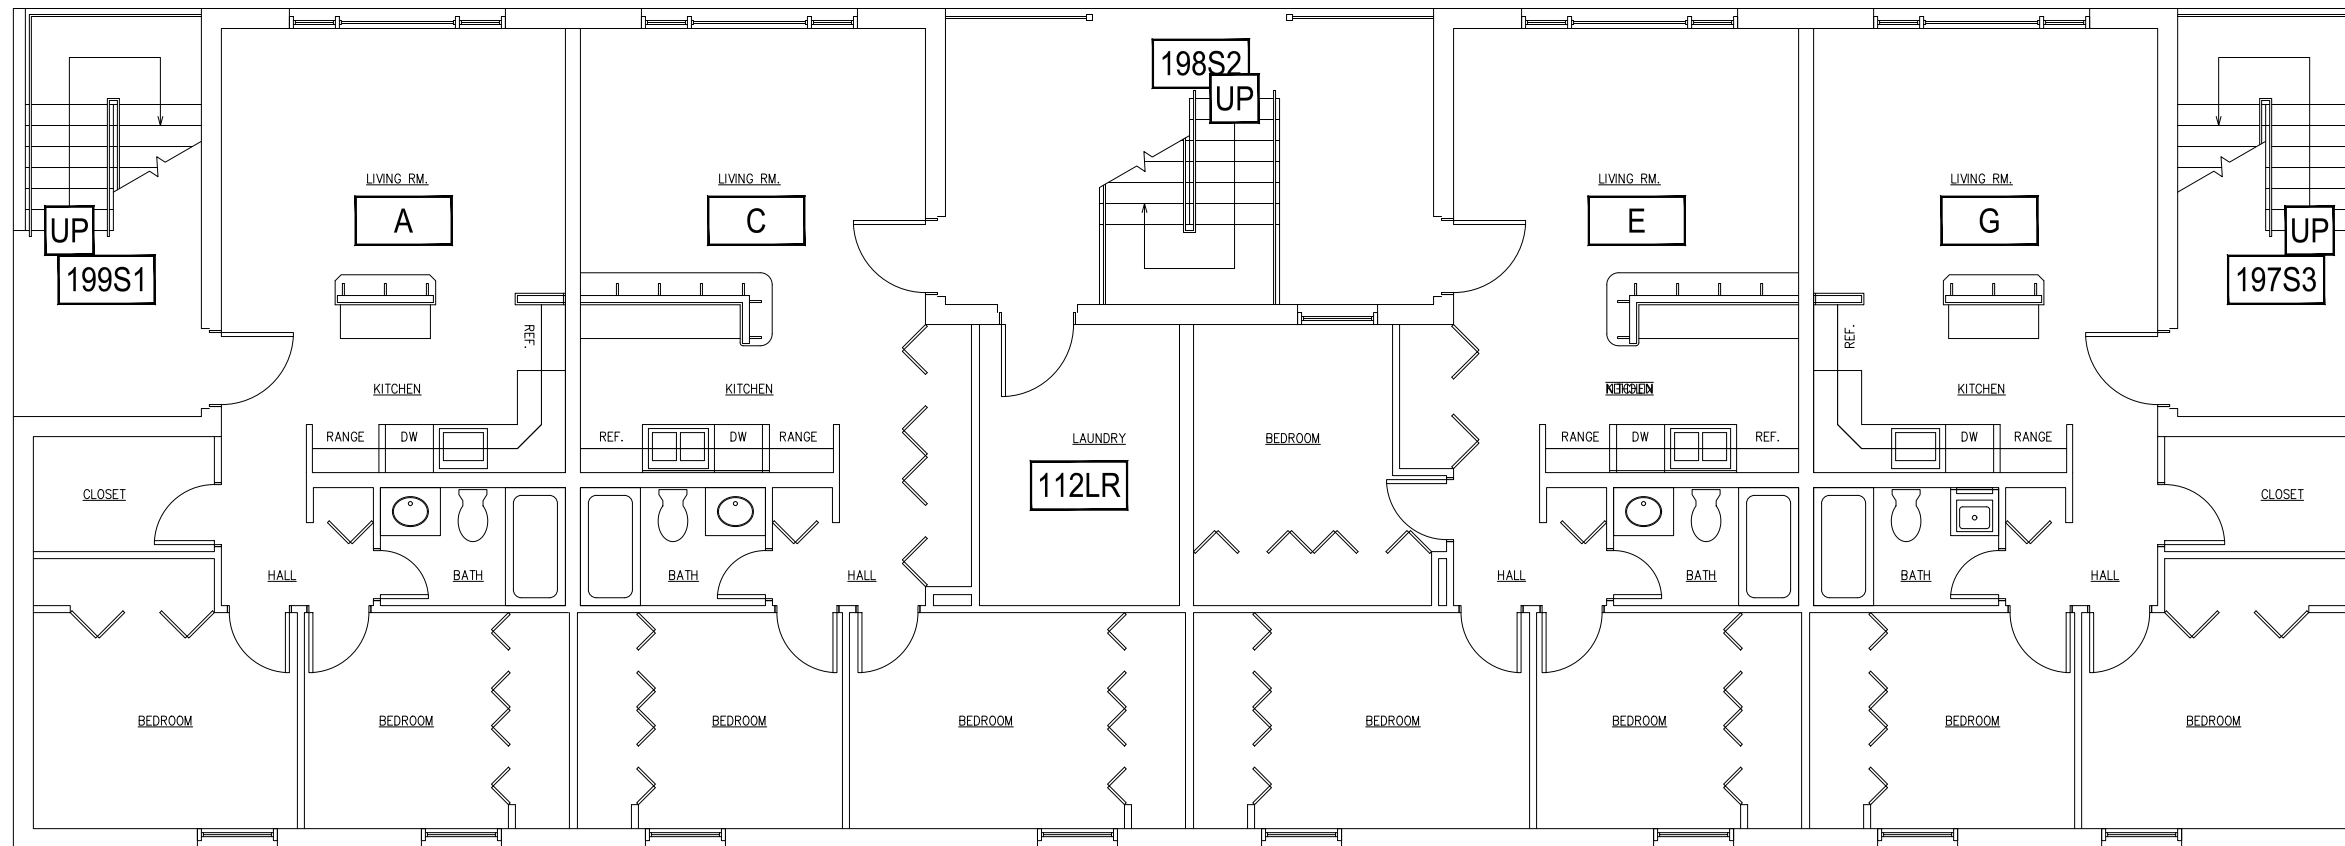 198S2
UP
LIVING RM.
LIVING RM.
LIVING RM.
LIVING RM.
A
C
E
G
UP
UP
199S1
197S3
REF.
REF.
KITCHEN
KITCHEN
KITCHEN
KITCHEN
RANGE
DW
REF.
DW
RANGE
LAUNDRY
BEDROOM
RANGE
DW
REF.
DW
RANGE
CLOSET
112LR
CLOSET
HALL
BATH
BATH
HALL
HALL
BATH
BATH
HALL
BEDROOM
BEDROOM
BEDROOM
BEDROOM
BEDROOM
BEDROOM
BEDROOM
BEDROOM